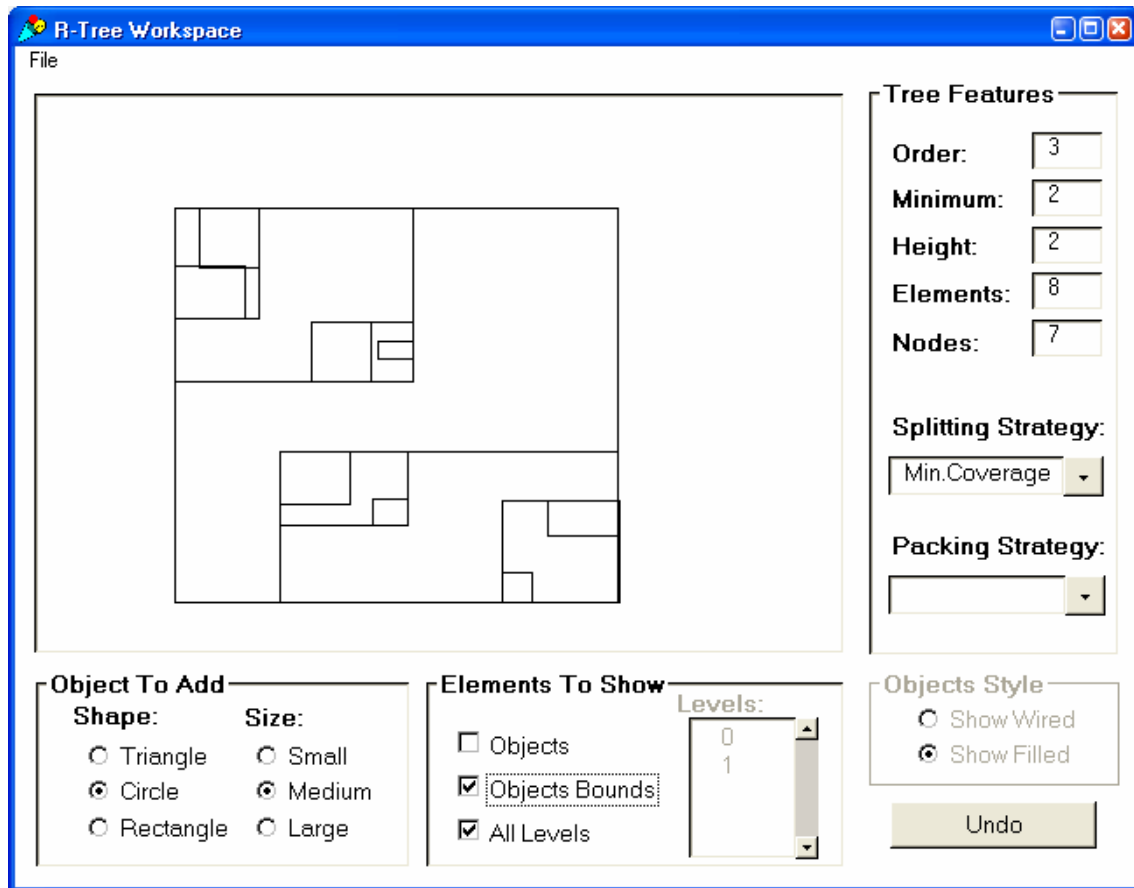 R-Tree Workspace
File
Tree Features
Order: 3
Minimum: 2
Height: 2
Elements: 8
Nodes: 7
Splitting Strategy:
Min.Coverage
Packing Strategy:
Object To Add
Shape: Size:
Triangle Small
Circle Medium
Rectangle Large
Elements To Show
Levels:
Objects
Objects Bounds
All Levels
0
1
Objects Style
Show Wired
Show Filled
Undo